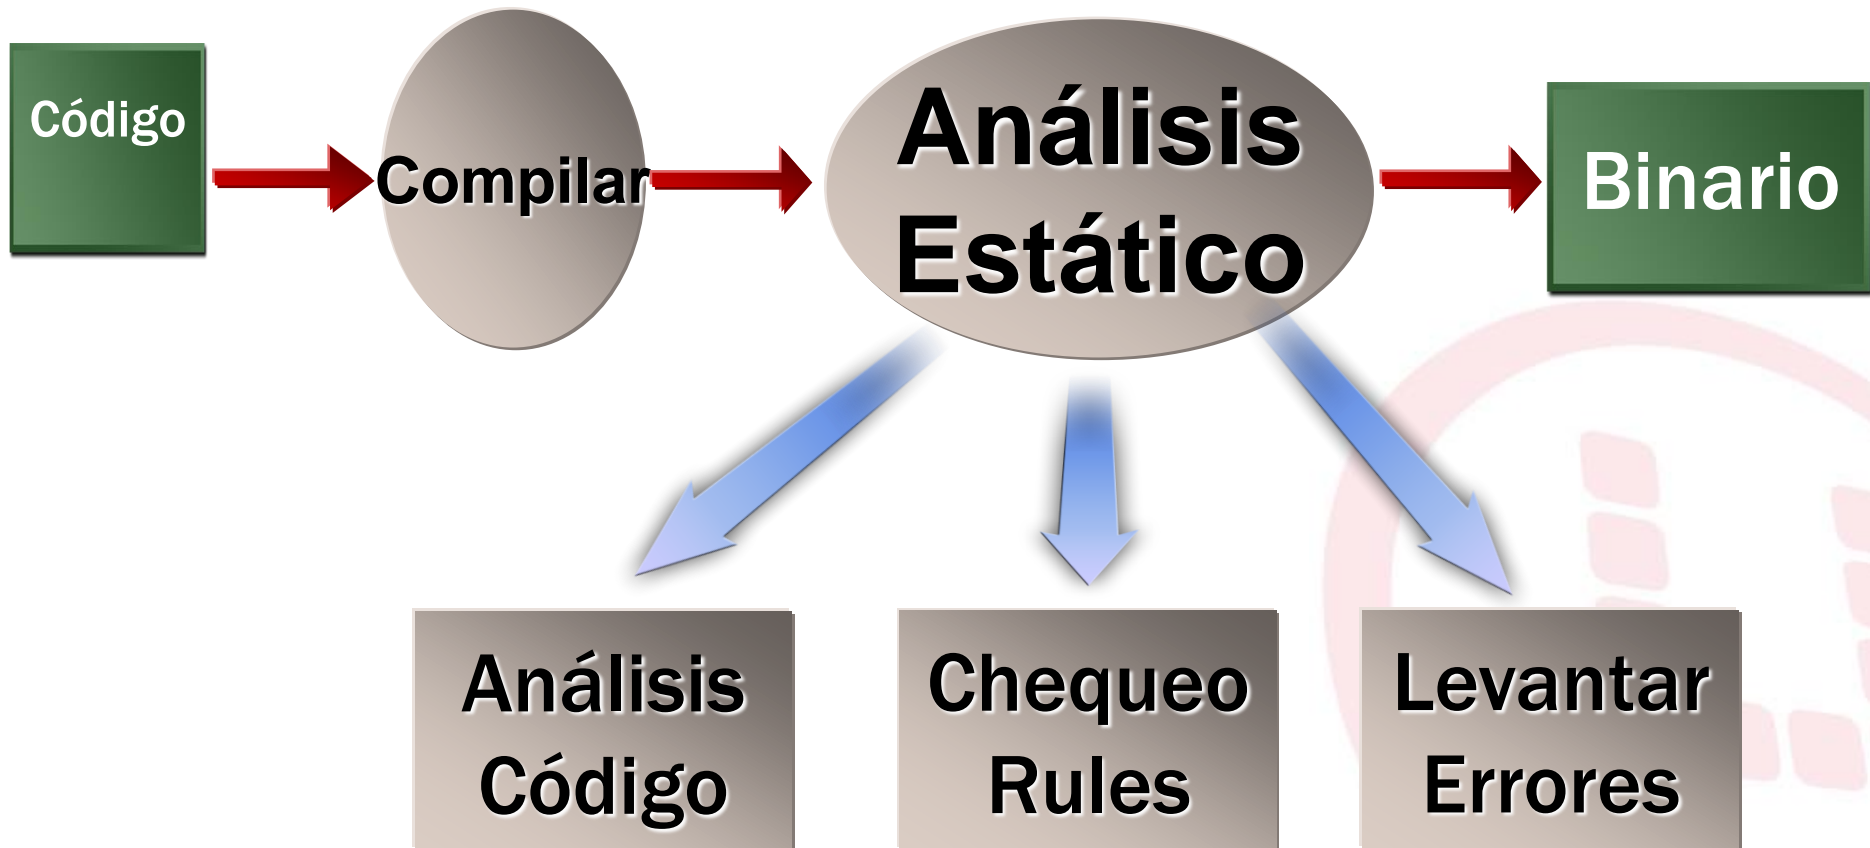 Código
Compilar
Análisis
Estático
Binario
Análisis
Código
Chequeo
Rules
Levantar
Errores